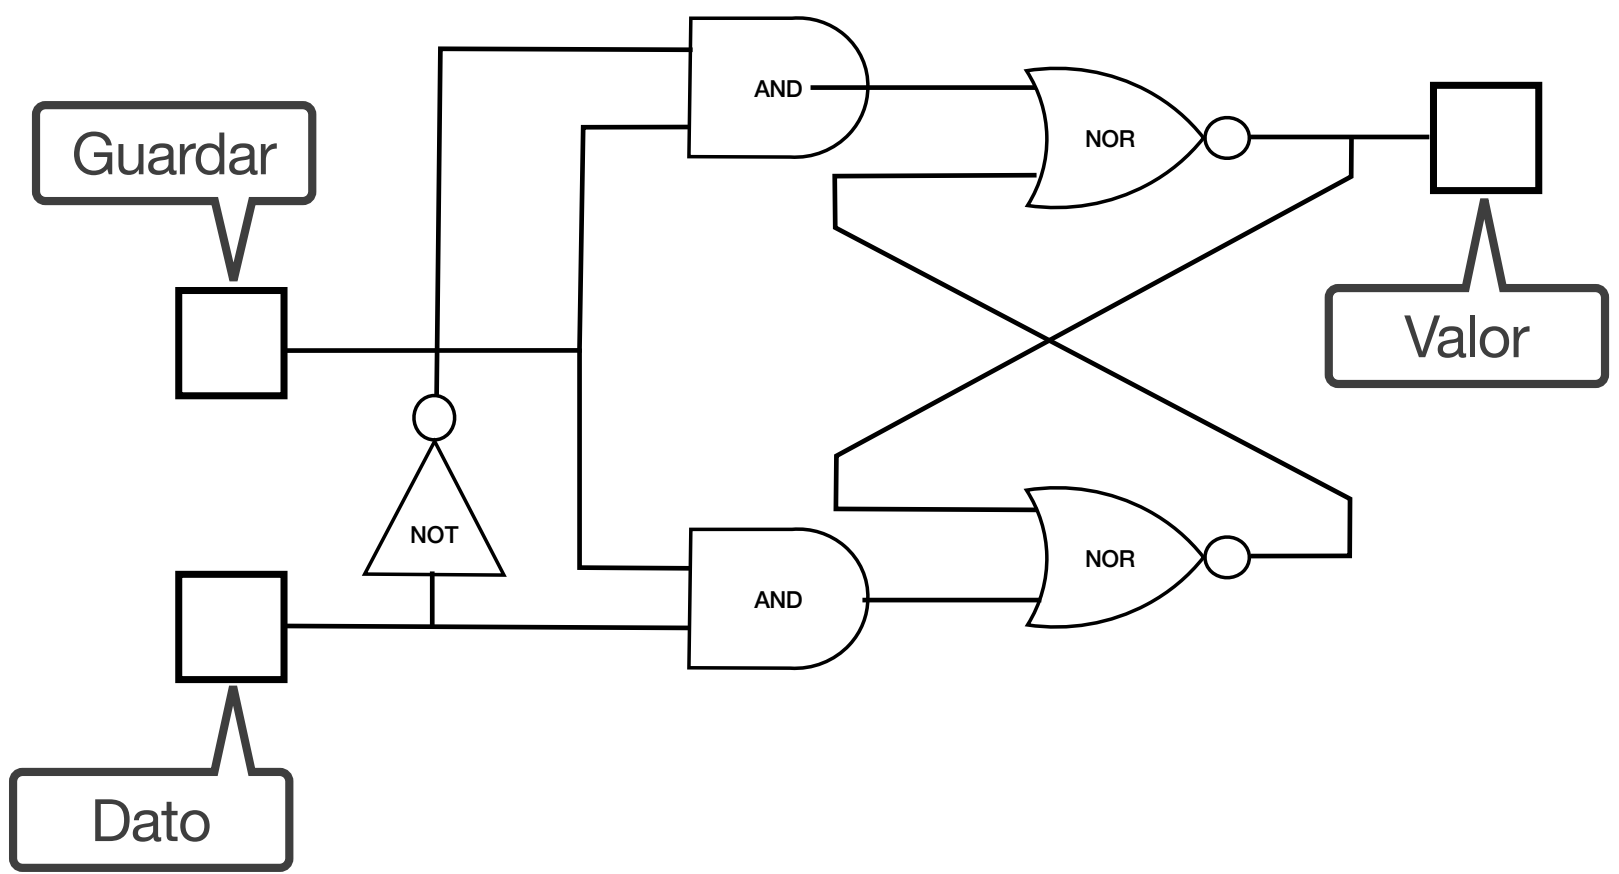 AND
NOR
Guardar
Valor
NOT
AND
NOR
Dato